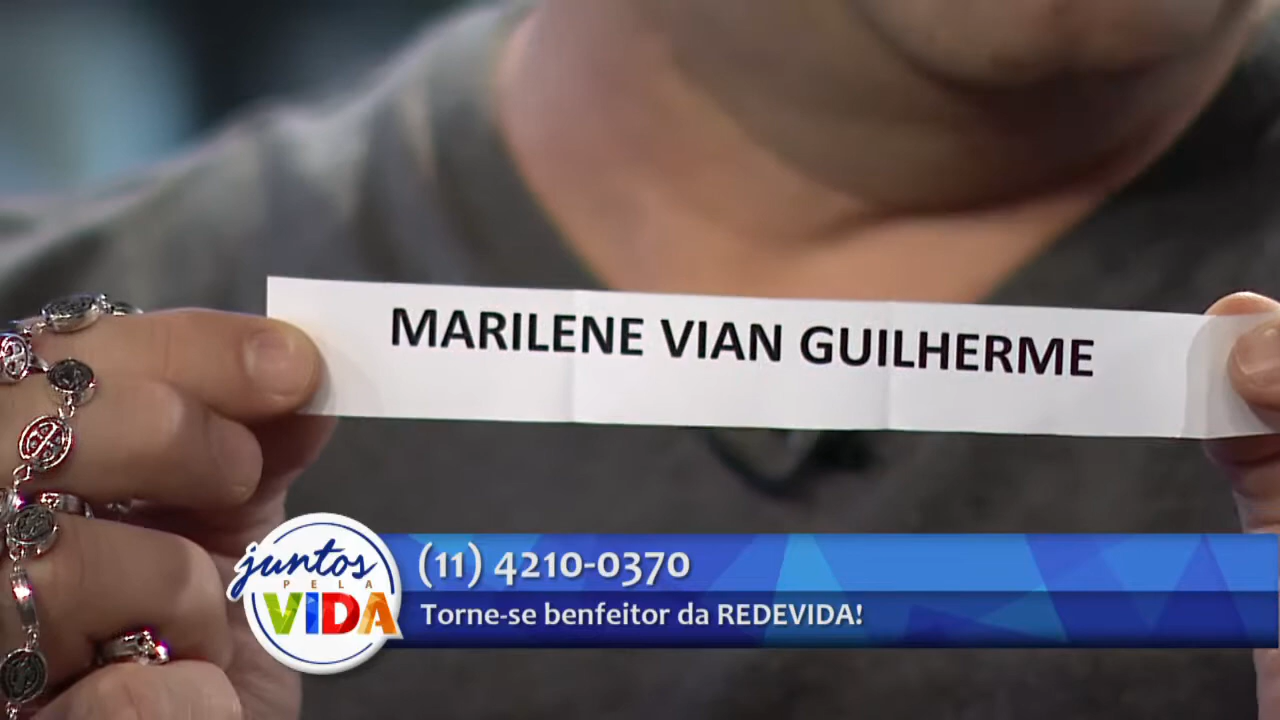 MARILENE VIAN GUILHERME
juntos
PELA
VIDA
(11) 4210-0370
Torne-se benfeitor da REDEVIDA!